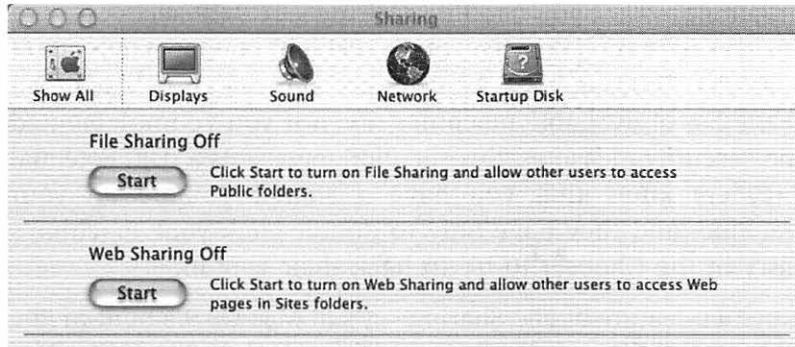 Sharing
Show All Displays Sound Network Startup Disk
File Sharing Off
Start
Click Start to turn on File Sharing and allow other users to access
Public folders.
Web Sharing Off
Start
Click Start to turn on Web Sharing and allow other users to access Web
pages in Sites folders.